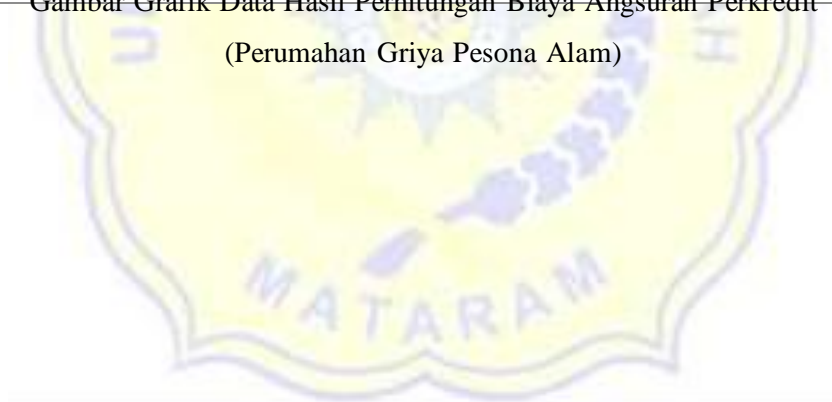 Gambar Grafik Data Hasil Perhitungan Biaya Angsuran Perkredit
(Perumahan Griya Pesona Alam)
U H
MATARAM